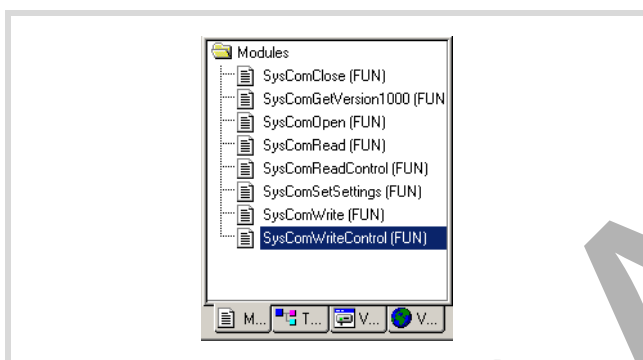 Modules
SysComClose (FUN)
SysComGetVersion1000 (FUN
SysComOpen (FUN)
SysComRead (FUN)
SysComReadControl (FUN)
SysComSetSettings (FUN)
SysComWrite (FUN)
SysComWriteControl (FUN)
M... T... V... V...